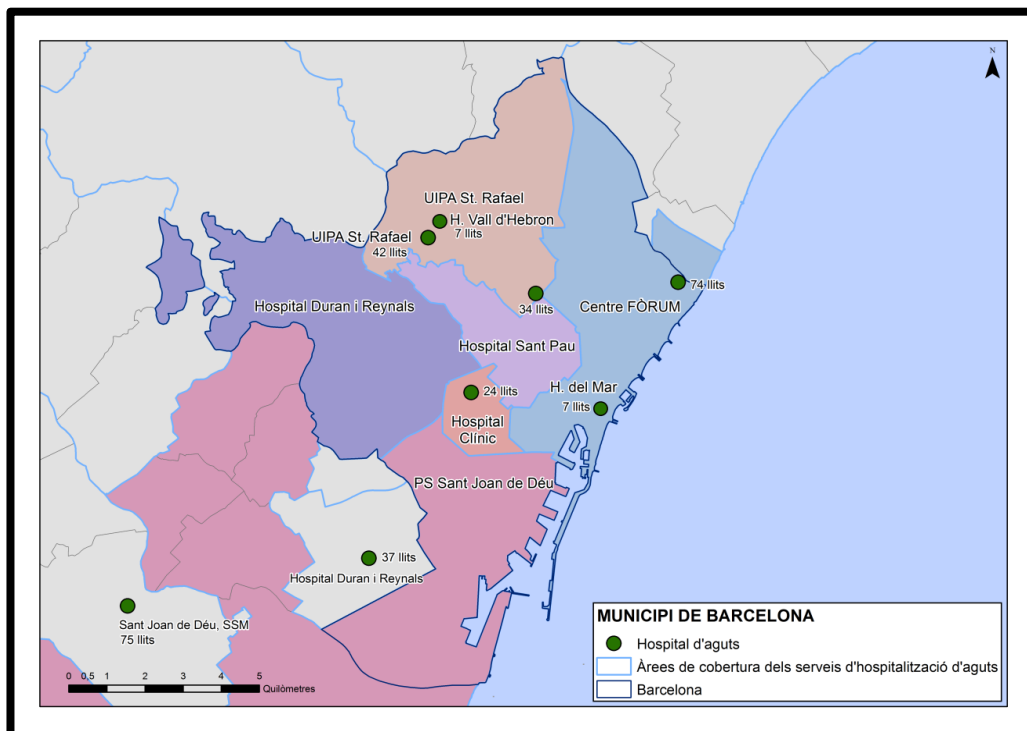 N
UIPA St. Rafael
H. Vall d'Hebron
7 llits
UIPA St. Rafael
42 llits
Hospital Duran i Reynals
34 llits
Centre FÒRUM
74 llits
Hospital Sant Pau
24 llits
Hospital
Clínic
H. del Mar
7 llits
PS Sant Joan de Déu
37 llits
Hospital Duran i Reynals
Sant Joan de Déu, SSM
75 llits
0 0,5 1 2 3 4 5
Quilòmetres
MUNICIPI DE BARCELONA
Hospital d'aguts
Àrees de cobertura dels serveis d'hospitalització d'aguts
Barcelona